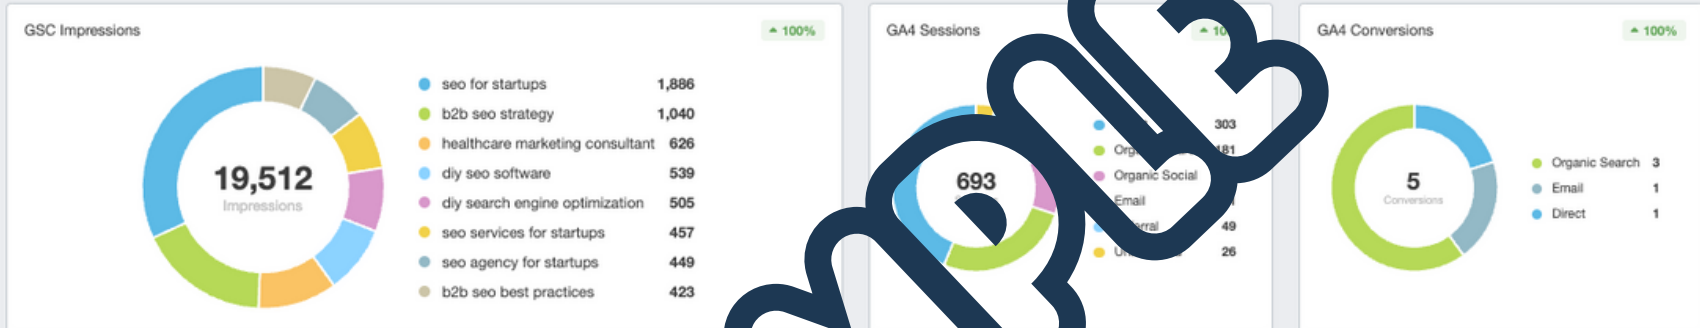 GSC Impressions
100%
19,512
Impressions
seo for startups 1,886
b2b seo strategy 1,040
healthcare marketing consultant 626
diy seo software 539
diy search engine optimization 505
seo services for startups 457
seo agency for startups 449
b2b seo best practices 423
GA4 Sessions
693
303
181
Organic Social
Email
49
26
GA4 Conversions
100%
5
Conversions
Organic Search 3
Email 1
Direct 1